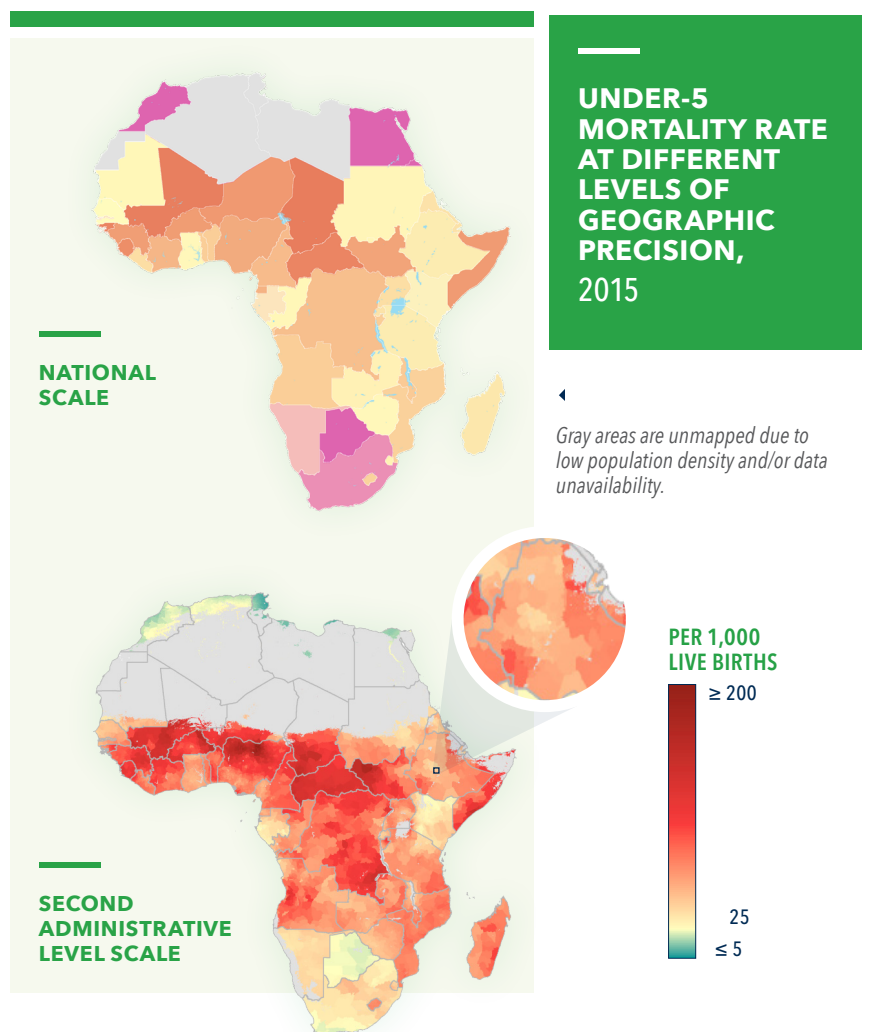 UNDER-5
MORTALITY RATE
AT DIFFERENT
LEVELS OF
GEOGRAPHIC
PRECISION,
2015
NATIONAL
SCALE
Gray areas are unmapped due to
low population density and/or data
unavailability.
PER 1,000
LIVE BIRTHS
≥ 200
25
≤ 5
SECOND
ADMINISTRATIVE
LEVEL SCALE